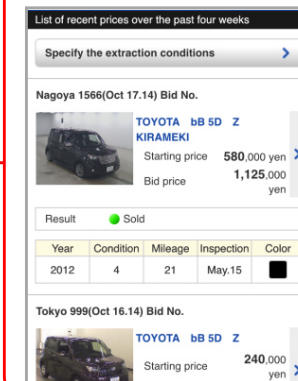 List of recent prices over the past four weeks
Specify the extraction conditions
Nagoya 1566(Oct 17.14) Bid No.
TOYOTA bB 5D Z
KIRAMEKI
Starting price 580,000 yen
Bid price 1,125,000
yen
Result Sold
Year Condition Mileage Inspection Color
2012 4 21 May.15
Tokyo 999(Oct 16.14) Bid No.
TOYOTA bB 5D Z
Starting price 240,000
yen